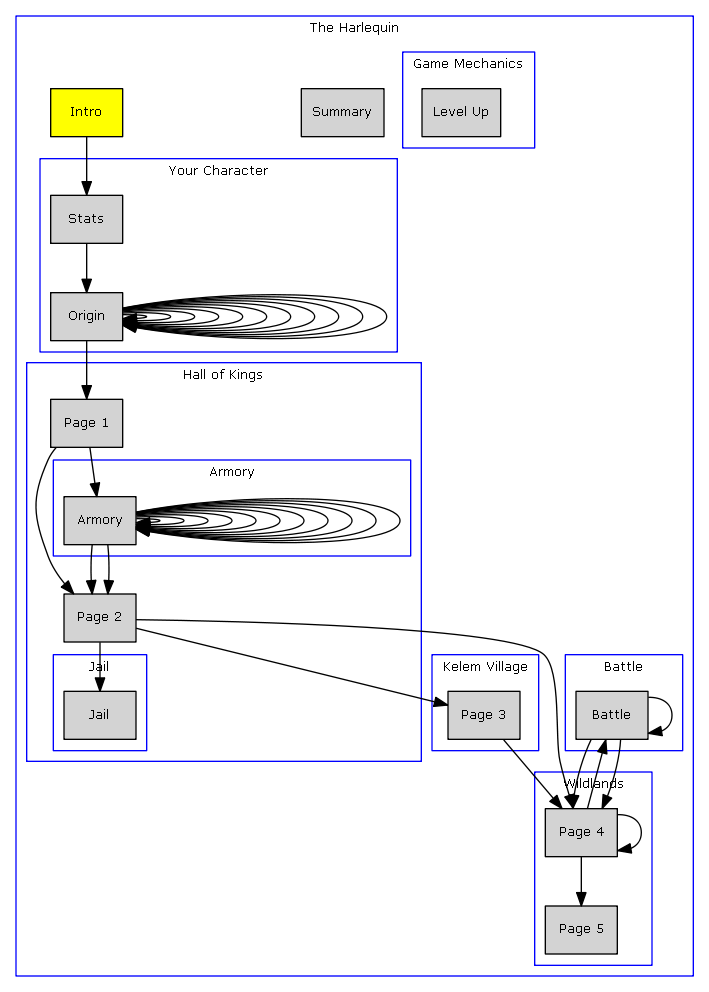 The Harlequin
Game Mechanics
Intro
Summary
Level Up
Your Character
Stats
Origin
Hall of Kings
Page 1
Armory
Armory
Page 2
Jail
Kelem Village
Battle
Jail
Page 3
Battle
Wildlands
Page 4
Page 5